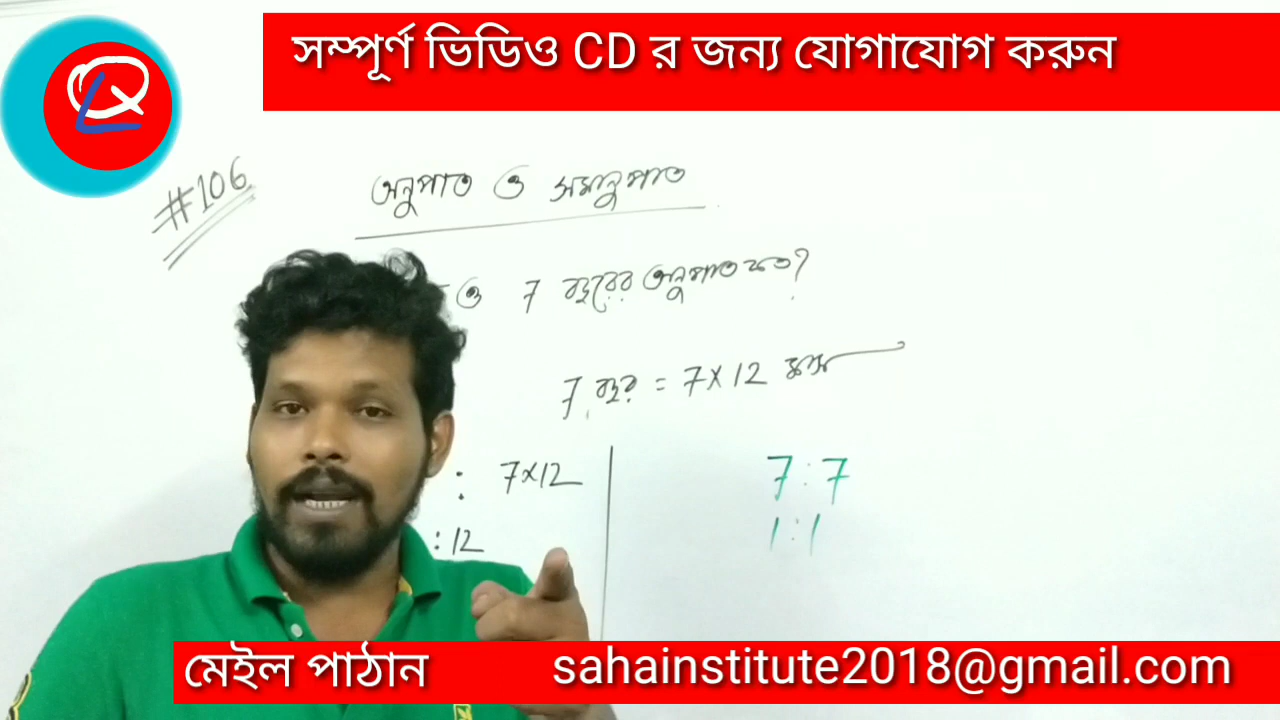 সম্পূর্ণ ভিডিও CD র জন্য যোগাযোগ করুন
#106
অনুপাত ও সমানুপাত
ও 7 বছরের অনুপাত কত?
7 বছর = 7×12 মাস
: 7×12
: 12
7 : 7
1 : 1
মেইল পাঠান sahainstitute2018@gmail.com